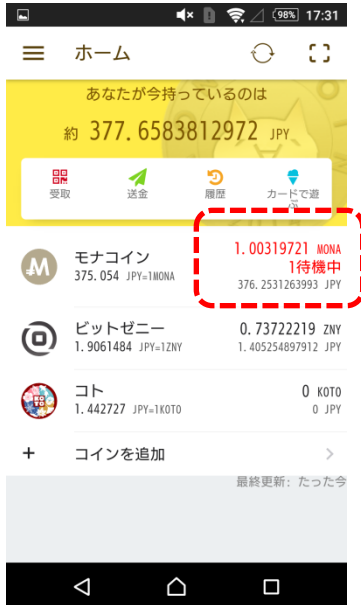 98% 17:31
ホーム
あなたが今持っているのは
約 377.6583812972 JPY
受取 送金 履歴 カードで遊ぶ
モナコイン 1.00319721 MONA
1待機中
375.054 JPY=1MONA 376.2531263993 JPY
ビットゼニー 0.73722219 ZNY
1.9061484 JPY=1ZNY 1.405254897912 JPY
コト 0 KOTO
1.442727 JPY=1KOTO 0 JPY
+ コインを追加
最終更新: たった今